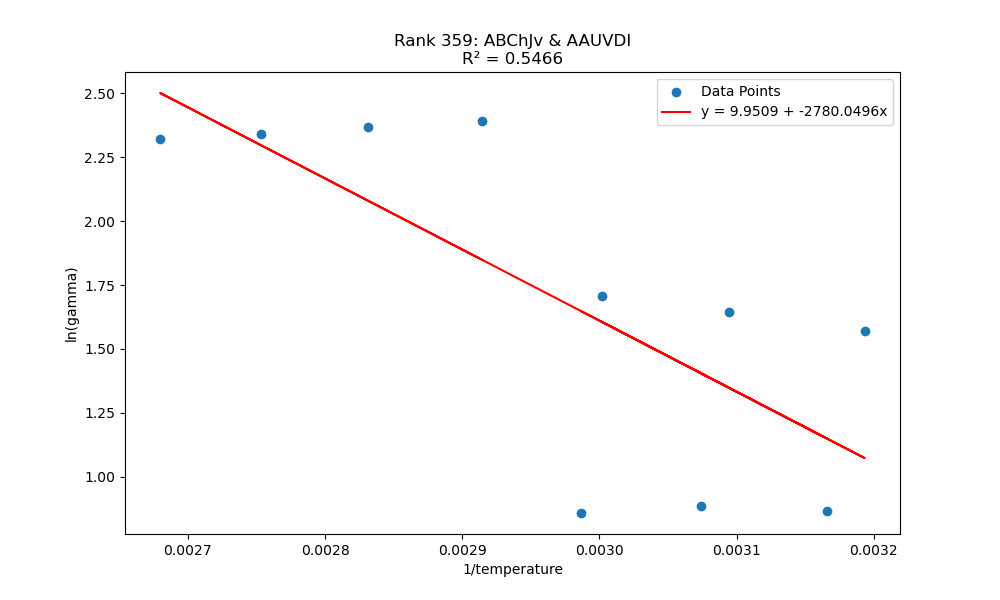 Rank 359: ABChJv & AAUVDI
R² = 0.5466
2.50
2.25
2.00
1.75
1.50
1.25
1.00
ln(gamma)
Data Points
y = 9.9509 + -2780.0496x
0.0027
0.0028
0.0029
0.0030
0.0031
0.0032
1/temperature